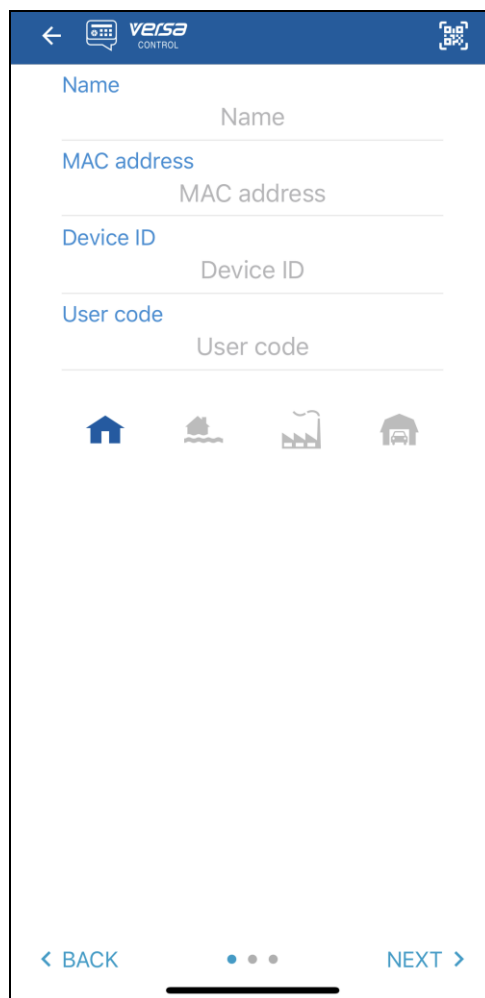 versa
CONTROL
Name
Name
MAC address
MAC address
Device ID
Device ID
User code
User code
BACK
NEXT